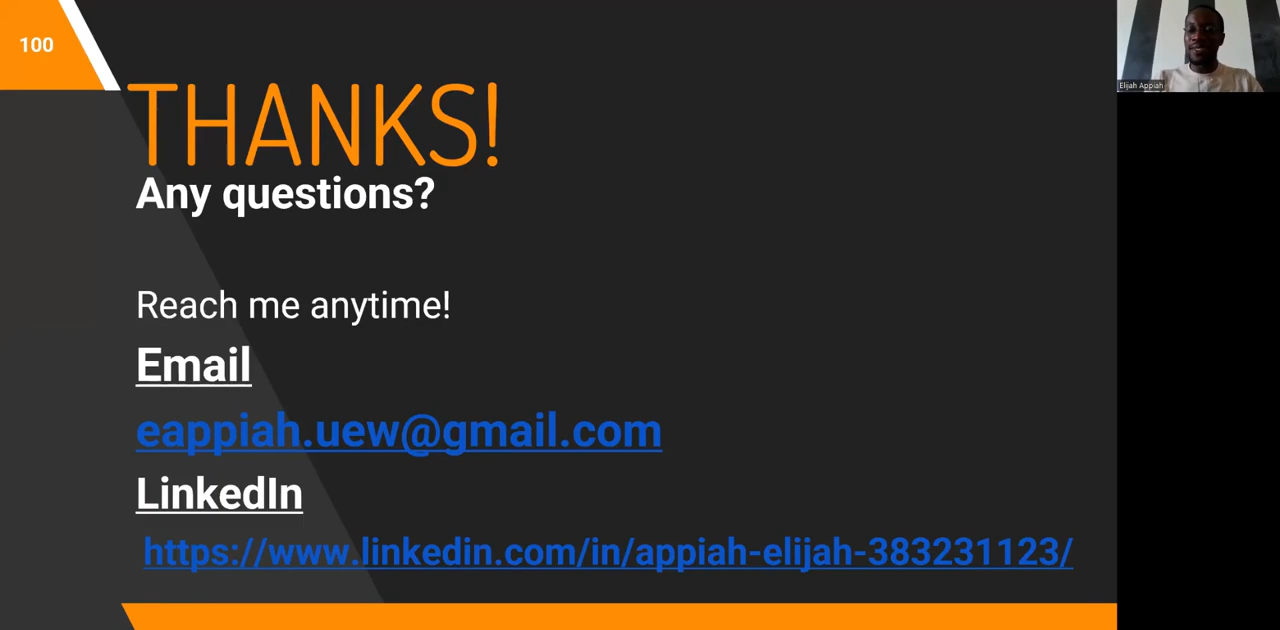 100
THANKS!
Any questions?
Reach me anytime!
Email
eappiah.uew@gmail.com
LinkedIn
https://www.linkedin.com/in/appiah-elijah-383231123/
Elijah Appiah